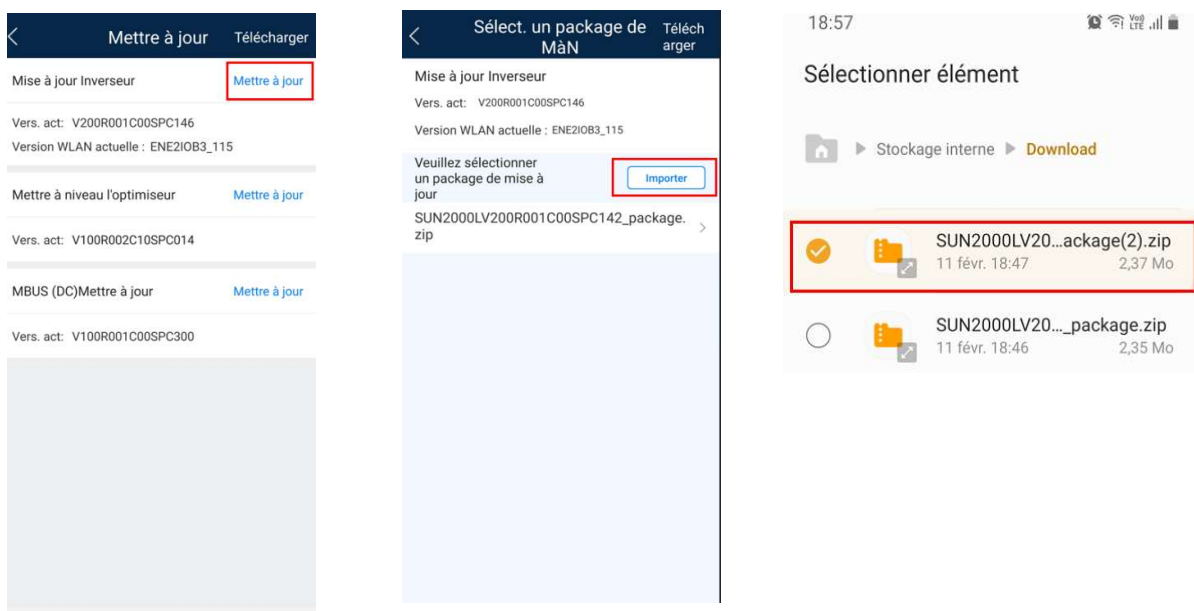 Mettre à jour
Télécharger
Mise à jour Inverseur
Mettre à jour
Vers. act: V200R001C00SPC146
Version WLAN actuelle : ENE2IOB3_115
Mettre à niveau l'optimiseur
Mettre à jour
Vers. act: V100R002C10SPC014
MBUS (DC)Mettre à jour
Mettre à jour
Vers. act: V100R001C00SPC300
Sélect. un package de
MàN
Téléch
arger
Mise à jour Inverseur
Vers. act: V200R001C00SPC146
Version WLAN actuelle : ENE2IOB3_115
Veuillez sélectionner
un package de mise à
jour
Importer
SUN2000LV200R001C00SPC142_package.
zip
18:57
Vo))
LTE
Sélectionner élément
Stockage interne
Download
SUN2000LV20...ackage(2).zip
11 févr. 18:47
2,37 Mo
SUN2000LV20..._package.zip
11 févr. 18:46
2,35 Mo